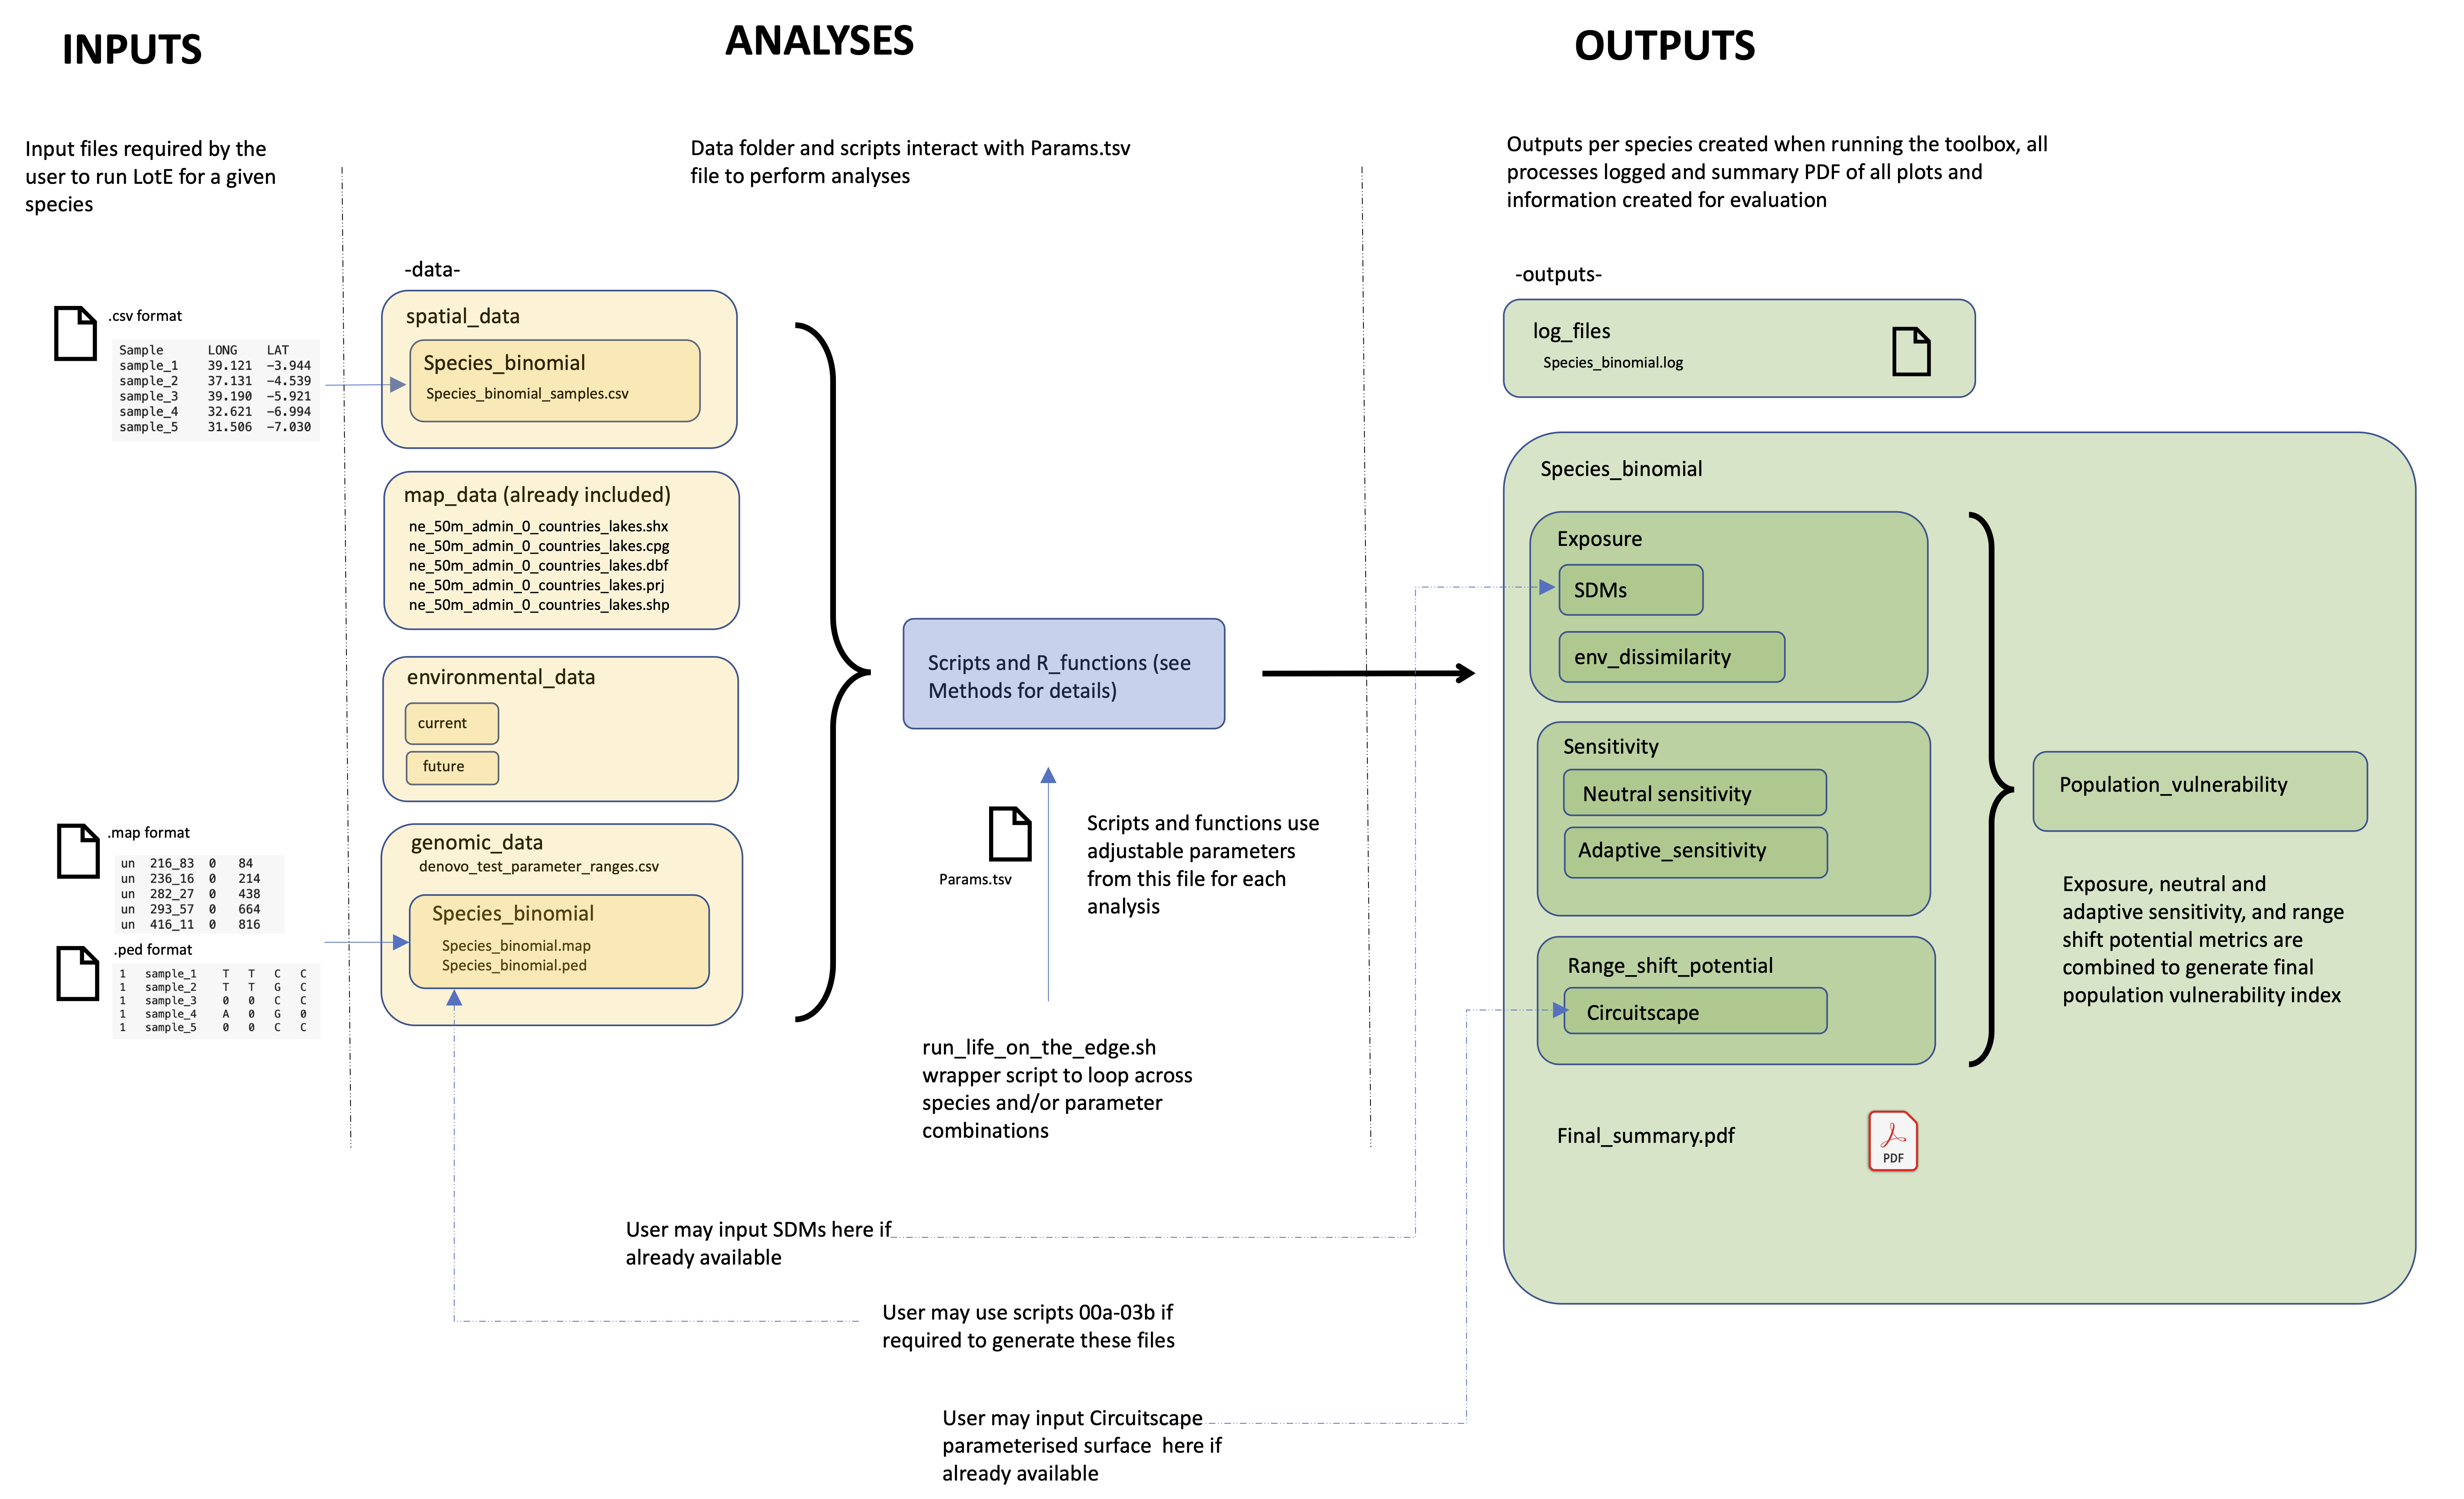 INPUTS
ANALYSES
OUTPUTS
Input files required by the
user to run LotE for a given
species
Data folder and scripts interact with Params.tsv
file to perform analyses
Outputs per species created when running the toolbox, all
processes logged and summary PDF of all plots and
information created for evaluation
.csv format
Sample LONG LAT
sample_1 39.121 -3.944
sample_2 37.131 -4.539
sample_3 39.190 -5.921
sample_4 32.621 -6.994
sample_5 31.506 -7.030
.map format
un 216_83 0 84
un 236_16 0 214
un 282_27 0 438
un 293_57 0 664
un 416_11 0 816
.ped format
1 sample_1 T T C C
1 sample_2 T T G C
1 sample_3 0 0 C C
1 sample_4 A 0 G 0
1 sample_5 0 0 C C
-data-
spatial_data
Species_binomial
Species_binomial_samples.csv
map_data (already included)
ne_50m_admin_0_countries_lakes.shx
ne_50m_admin_0_countries_lakes.cpg
ne_50m_admin_0_countries_lakes.dbf
ne_50m_admin_0_countries_lakes.prj
ne_50m_admin_0_countries_lakes.shp
environmental_data
current
future
genomic_data
denovo_test_parameter_ranges.csv
Species_binomial
Species_binomial.map
Species_binomial.ped
Scripts and R_functions (see
Methods for details)
Params.tsv
Scripts and functions use
adjustable parameters
from this file for each
analysis
run_life_on_the_edge.sh
wrapper script to loop across
species and/or parameter
combinations
User may input SDMs here if
already available
User may use scripts 00a-03b if
required to generate these files
User may input Circuitscape
parameterised surface here if
already available
-outputs-
log_files
Species_binomial.log
Species_binomial
Exposure
SDMs
env_dissimilarity
Sensitivity
Neutral sensitivity
Adaptive_sensitivity
Range_shift_potential
Circuitscape
Final_summary.pdf
PDF
Population_vulnerability
Exposure, neutral and
adaptive sensitivity, and range
shift potential metrics are
combined to generate final
population vulnerability index